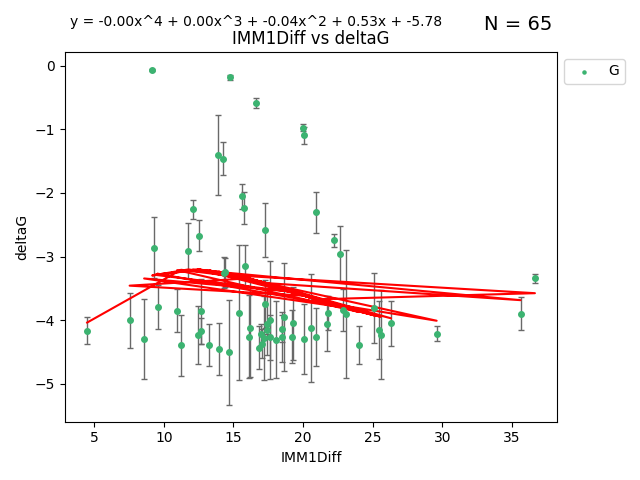 y = -0.00x^4 + 0.00x^3 + -0.04x^2 + 0.53x + -5.78
N = 65
IMM1Diff vs deltaG
G
deltaG
0
−1
−2
−3
−4
−5
5 10 15 20 25 30 35
IMM1Diff